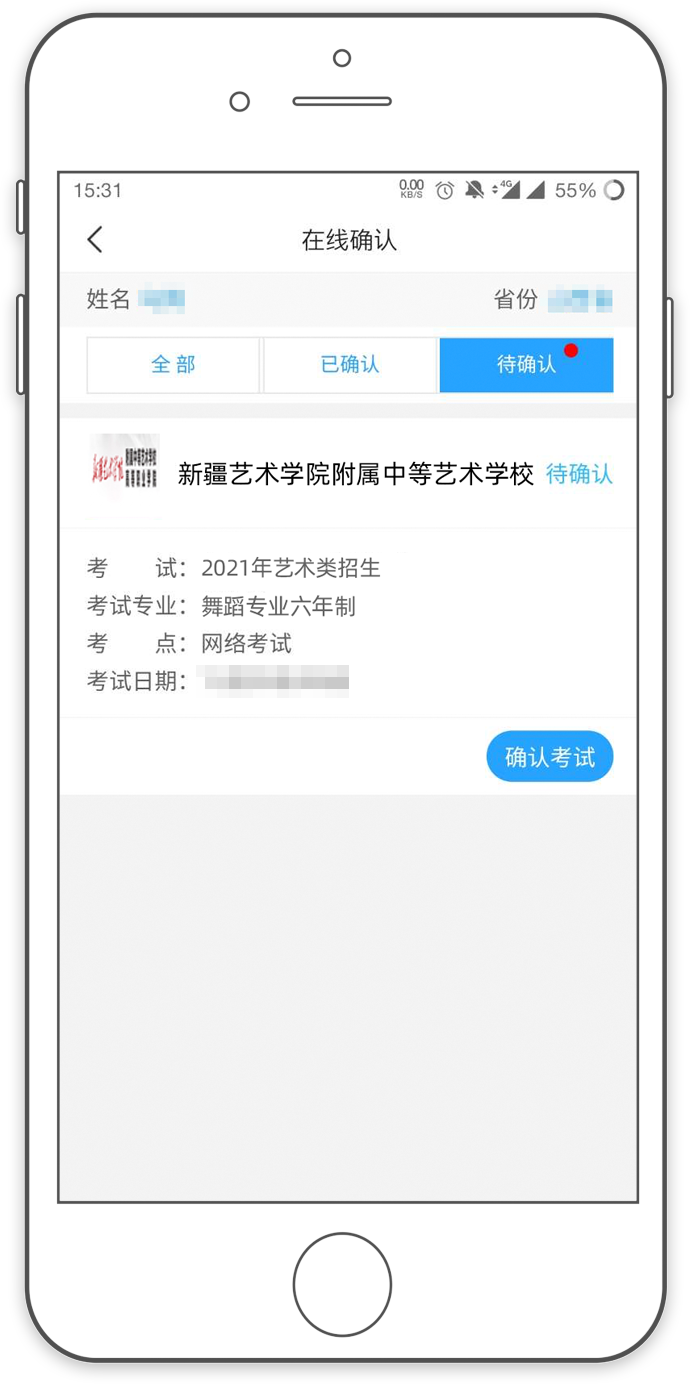 15:31 0.00 KB/S 4G 55%
在线确认
姓名 省份
全部 已确认 待确认
新疆艺术学院附属中等艺术学校 待确认
考 试：2021年艺术类招生
考试专业：舞蹈专业六年制
考 点：网络考试
考试日期：
确认考试